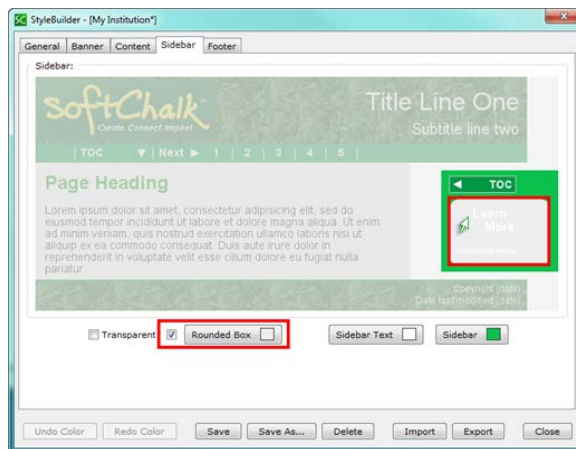 StyleBuilder - [My Institution*]
General Banner Content Sidebar Footer
Sidebar:
SoftChalk
Create. Connect. Inspire!
Title Line One
Subtitle line two
TOC ▼ | Next ▶ 1 | 2 | 3 | 4 | 5 |
◀ TOC
Page Heading
Learn
More
Lorem ipsum dolor sit amet, consectetur adipisicing elit, sed do
eiusmod tempor incididunt ut labore et dolore magna aliqua. Ut enim
ad minim veniam, quis nostrud exercitation ullamco laboris nisi ut
aliquip ex ea commodo consequat. Duis aute irure dolor in
reprehenderit in voluptate velit esse cillum dolore eu fugiat nulla
pariatur.
Copyright (date)
Date last modified (date)
Transparent Rounded Box Sidebar Text Sidebar
Undo Color Redo Color Save Save As... Delete Import Export Close